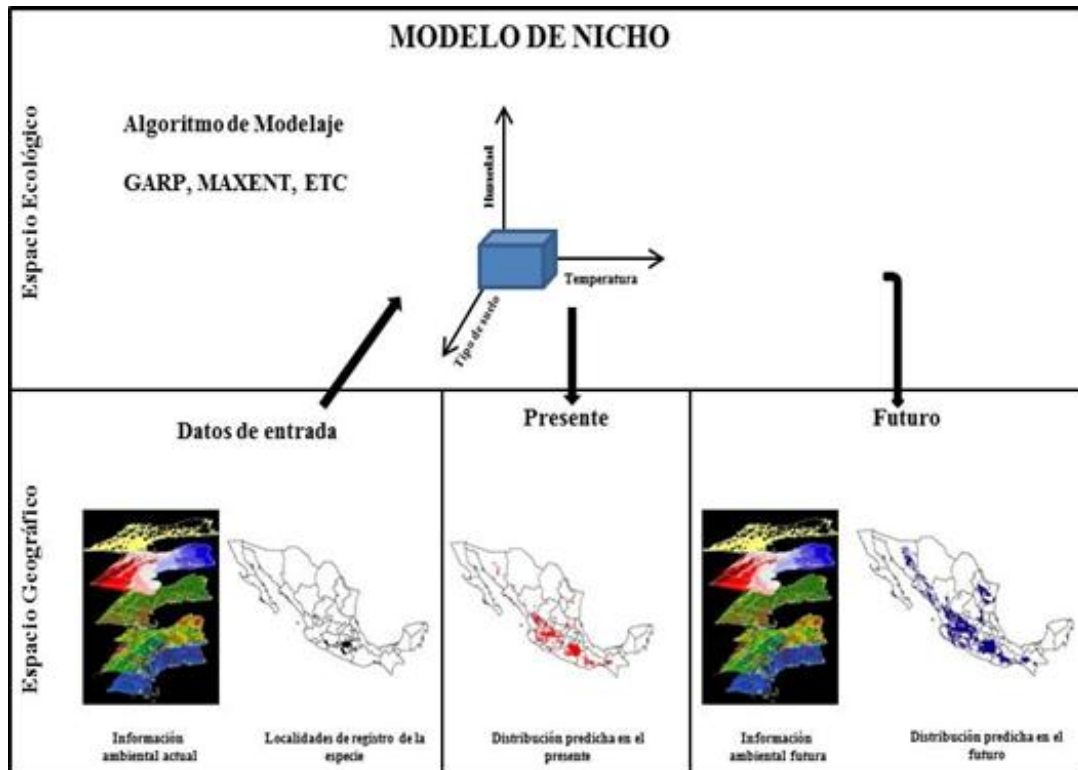 MODELO DE NICHO
Espacio Ecológico
Algoritmo de Modelaje
GARP, MAXENT, ETC
Humedad
Temperatura
Tipo de suelo
Espacio Geográfico
Datos de entrada
Presente
Futuro
Información
ambiental actual
Localidades de registro de la
especie
Distribución predicha en el
presente
Información
ambiental futura
Distribución predicha en el
futuro